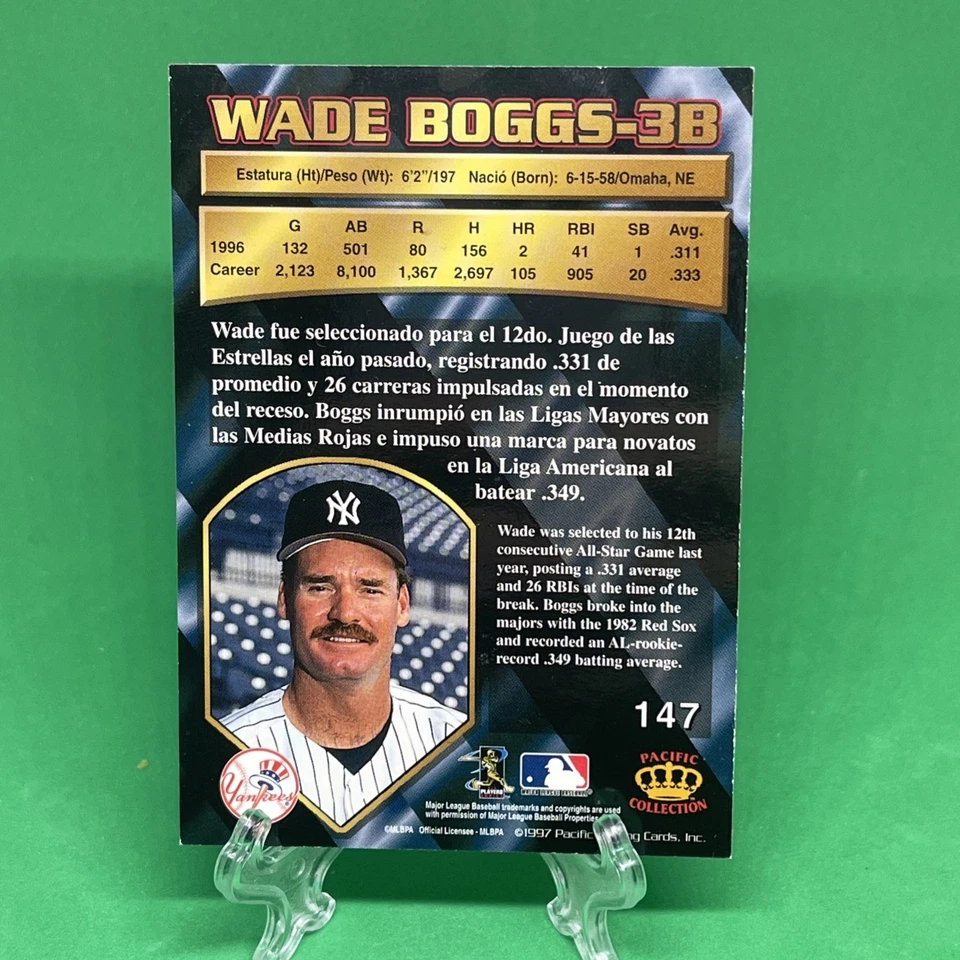 WADE BOGGS-3B
Estatura (Ht)/Peso (Wt): 6'2"/197 Nació (Born): 6-15-58/Omaha, NE
G AB R H HR RBI SB Avg.
1996 132 501 80 156 2 41 1 .311
Career 2,123 8,100 1,367 2,697 105 905 20 .333
Wade fue seleccionado para el 12do. Juego de las
Estrellas el año pasado, registrando .331 de
promedio y 26 carreras impulsadas en el momento
del receso. Boggs inrumpió en las Ligas Mayores con
las Medias Rojas e impuso una marca para novatos
en la Liga Americana al
batear .349.
NY
Wade was selected to his 12th
consecutive All-Star Game last
year, posting a .331 average
and 26 RBIs at the time of the
break. Boggs broke into the
majors with the 1982 Red Sox
and recorded an AL-rookie-
record .349 batting average.
147
Yankees
PLAYERS
PACIFIC
COLLECTION
Major League Baseball trademarks and copyrights are used
with permission of Major League Baseball Properties
©MLBPA Official Licensee - MLBPA ©1997 Pacific Cards, Inc.